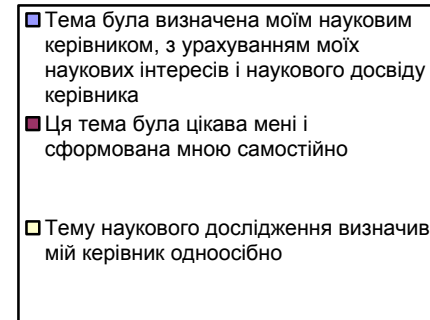 Тема була визначена моїм науковим
керівником, з урахуванням моїх
наукових інтересів і наукового досвіду
керівника
Ця тема була цікава мені і
сформована мною самостійно
Тему наукового дослідження визначив
мій керівник одноосібно